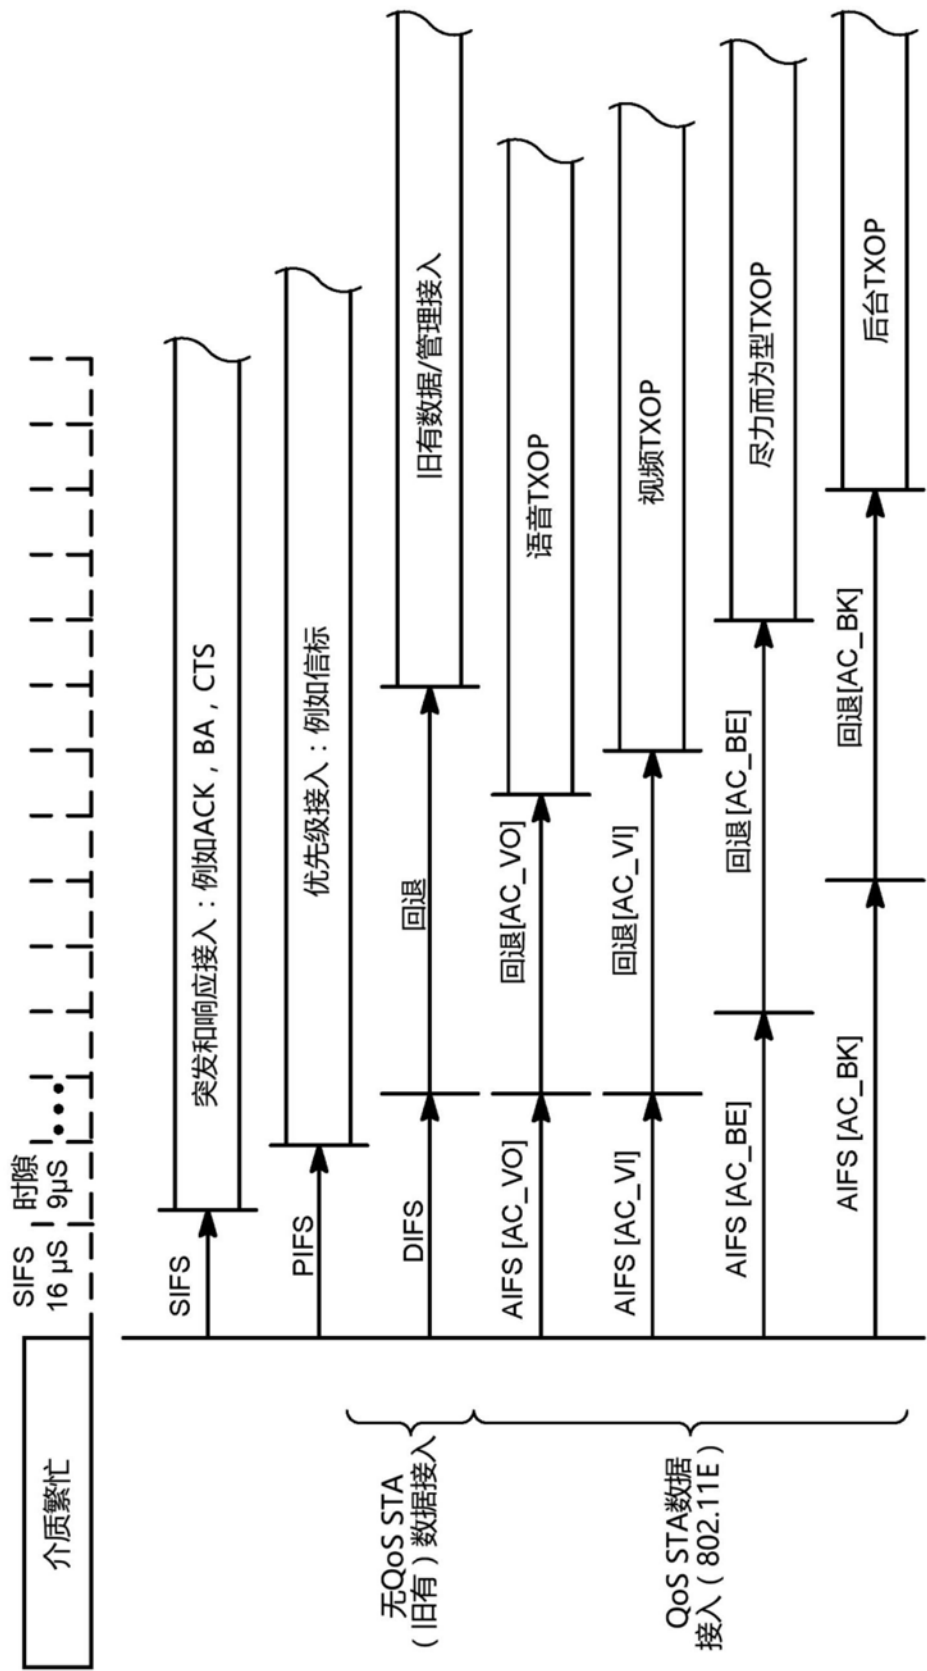 介质繁忙
SIFS
16 μS
时隙
9μS
SIFS
突发和响应接入：例如ACK，BA，CTS
PIFS
优先级接入：例如信标
无QoS STA
（旧有）数据接入
DIFS
回退
旧有数据/管理接入
QoS STA数据
接入（802.11E）
AIFS [AC_VO]
回退[AC_VO]
语音TXOP
AIFS [AC_VI]
回退[AC_VI]
视频TXOP
AIFS [AC_BE]
回退 [AC_BE]
尽力而为型TXOP
AIFS [AC_BK]
回退[AC_BK]
后台TXOP